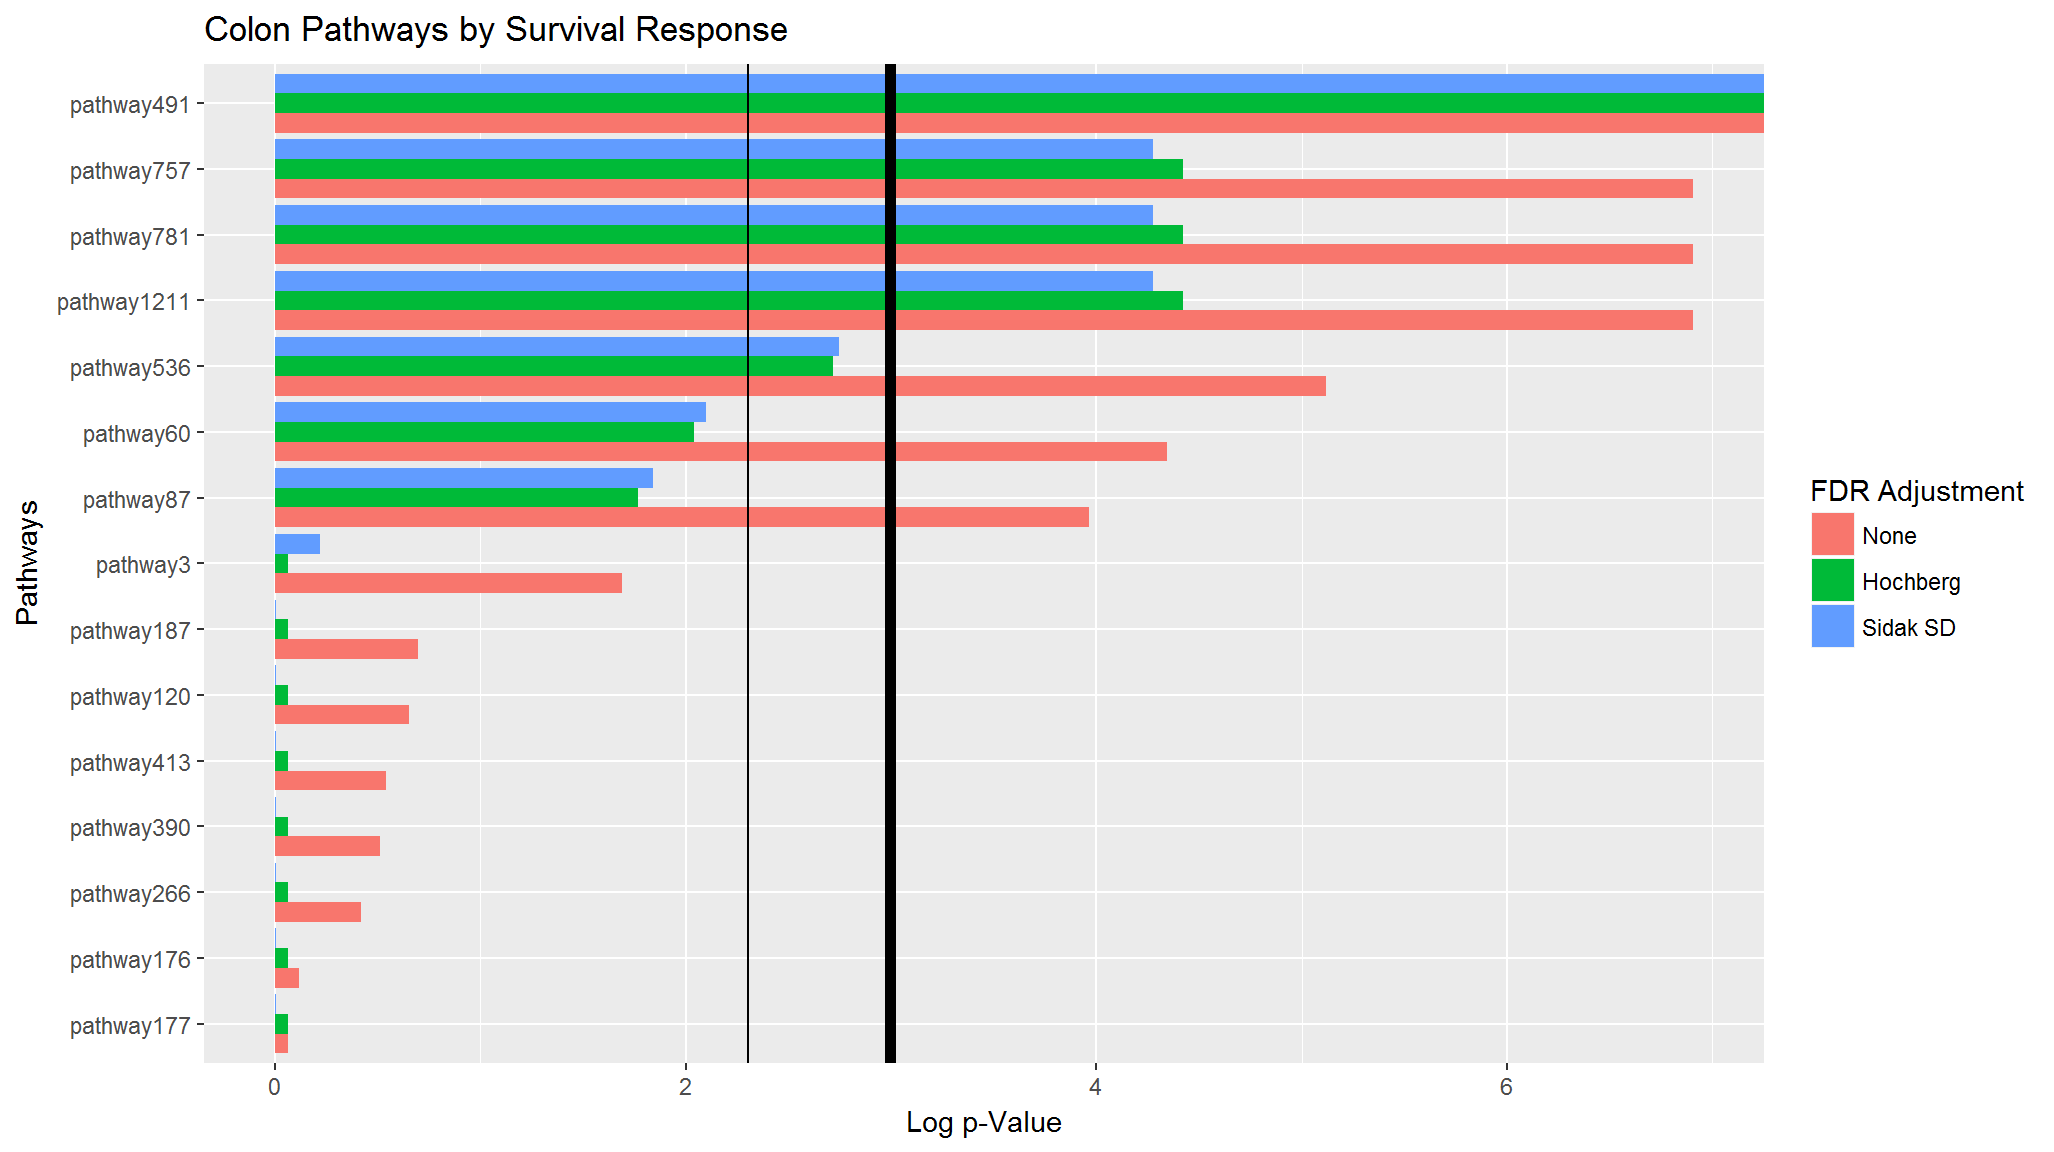 Colon Pathways by Survival Response
pathway491
pathway757
pathway781
pathway1211
pathway536
pathway60
pathway87
pathway3
pathway187
pathway120
pathway413
pathway390
pathway266
pathway176
pathway177
Pathways
0 2 4 6
Log p-Value
FDR Adjustment
None
Hochberg
Sidak SD